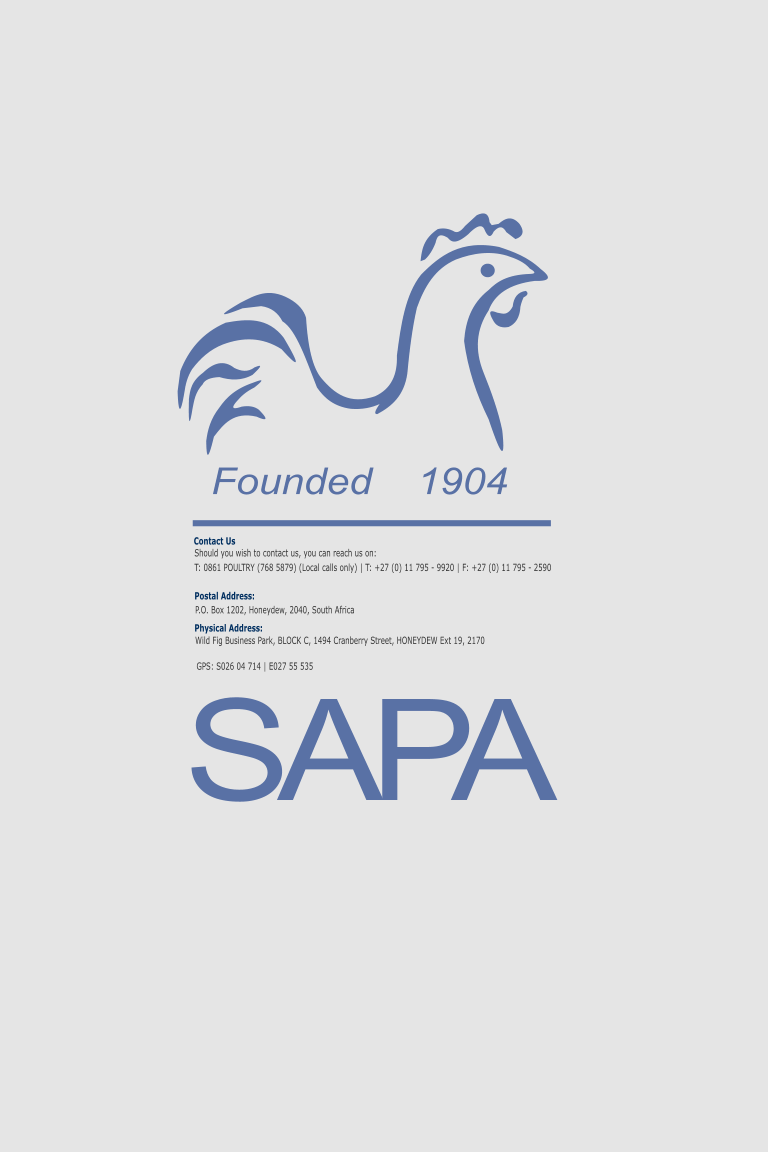 Founded 1904
Contact Us
Should you wish to contact us, you can reach us on:
T: 0861 POULTRY (768 5879) (Local calls only) | T: +27 (0) 11 795 - 9920 | F: +27 (0) 11 795 - 2590
Postal Address:
P.O. Box 1202, Honeydew, 2040, South Africa
Physical Address:
Wild Fig Business Park, BLOCK C, 1494 Cranberry Street, HONEYDEW Ext 19, 2170
GPS: S026 04 714 | E027 55 535
SAPA